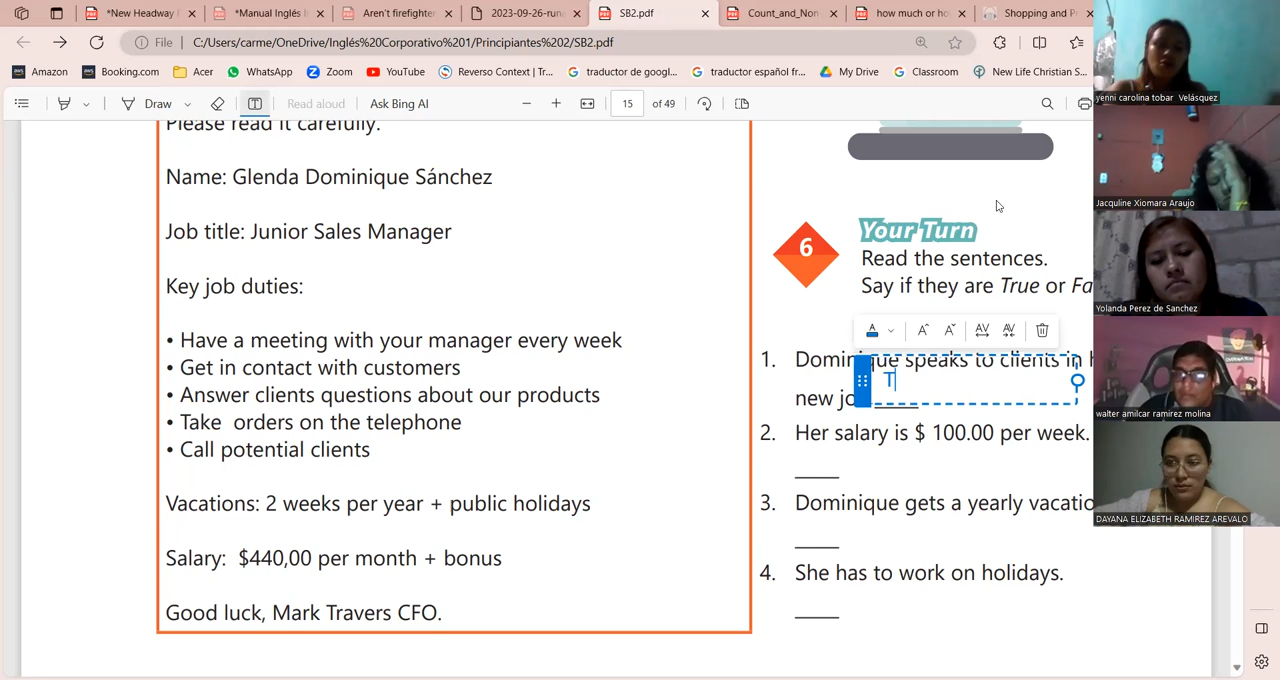 *New Headway
*Manual Inglés I
Aren't firefighter
2023-09-26-runa
SB2.pdf
Count_and_Non
how much or ho
Shopping and P
File
C:/Users/carme/OneDrive/Inglés%20Corporativo%201/Principiantes%202/SB2.pdf
Amazon
Booking.com
Acer
WhatsApp
Zoom
YouTube
Reverso Context | Tr...
traductor de googl...
traductor español fr...
My Drive
Classroom
New Life Christian S...
Draw
Read aloud
Ask Bing AI
15 of 49
Please read it carefully.
Name: Glenda Dominique Sánchez
Job title: Junior Sales Manager
Key job duties:
• Have a meeting with your manager every week
• Get in contact with customers
• Answer clients questions about our products
• Take orders on the telephone
• Call potential clients
Vacations: 2 weeks per year + public holidays
Salary: $440,00 per month + bonus
Good luck, Mark Travers CFO.
6
Your Turn
Read the sentences.
Say if they are True or Fa
1. Dominique speaks to clients in h
T
new jo
2. Her salary is $ 100.00 per week.
3. Dominique gets a yearly vacatio
4. She has to work on holidays.
yenni carolina tobar Velásquez
Jacquline Xiomara Araujo
Yolanda Perez de Sanchez
walter amilcar ramirez molina
DAYANA ELIZABETH RAMIREZ AREVALO